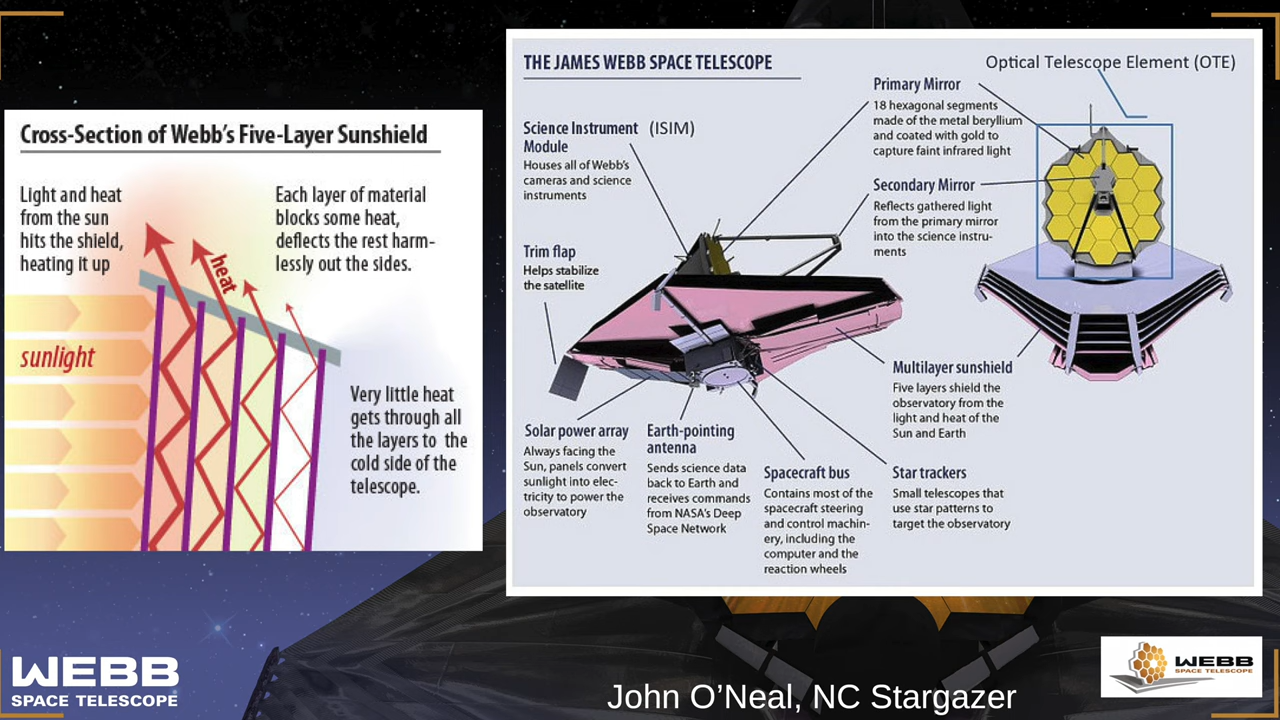 Cross-Section of Webb's Five-Layer Sunshield
Light and heat
from the sun
hits the shield,
heating it up
Each layer of material
blocks some heat,
deflects the rest harm-
lessly out the sides.
heat
sunlight
Very little heat
gets through all
the layers to the
cold side of the
telescope.
THE JAMES WEBB SPACE TELESCOPE
Optical Telescope Element (OTE)
Primary Mirror
18 hexagonal segments
made of the metal beryllium
and coated with gold to
capture faint infrared light
Science Instrument (ISIM)
Module
Houses all of Webb's
cameras and science
instruments
Secondary Mirror
Reflects gathered light
from the primary mirror
into the science instru-
ments
Trim flap
Helps stabilize
the satellite
Multilayer sunshield
Five layers shield the
observatory from the
light and heat of the
Sun and Earth
Solar power array
Always facing the
Sun, panels convert
sunlight into elec-
tricity to power the
observatory
Earth-pointing
antenna
Sends science data
back to Earth and
receives commands
from NASA's Deep
Space Network
Spacecraft bus
Contains most of the
spacecraft steering
and control machin-
ery, including the
computer and the
reaction wheels
Star trackers
Small telescopes that
use star patterns to
target the observatory
WEBB
SPACE TELESCOPE
John O'Neal, NC Stargazer
WEBB
SPACE TELESCOPE